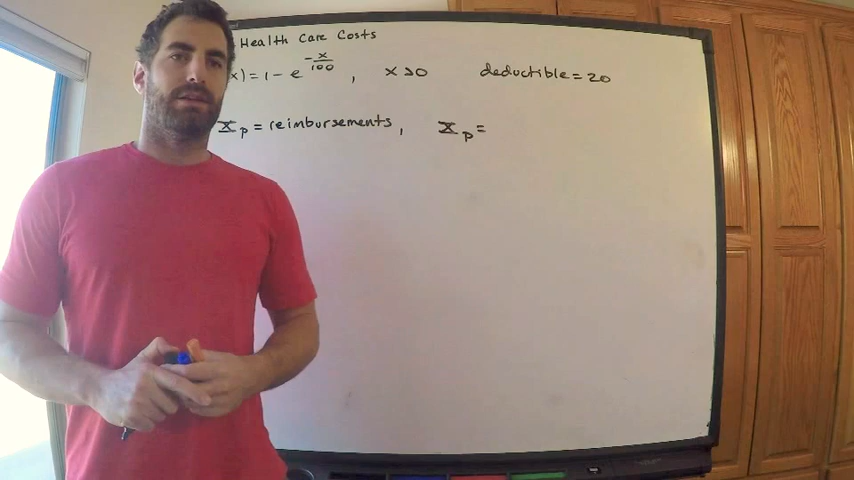 Health Care Costs
x) = 1 - e^{-x/100} , x>0 deductible = 20
X_p = reimbursements, X_p =